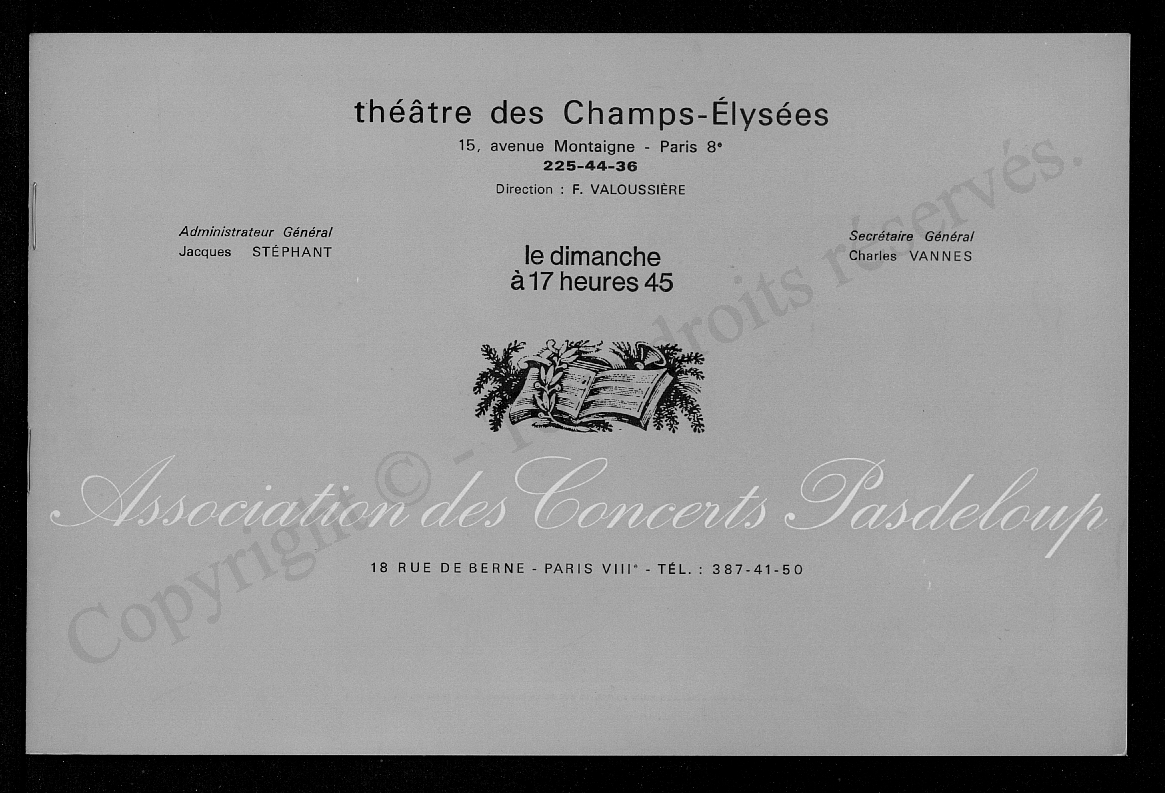 théâtre des Champs-Élysées
15, avenue Montaigne - Paris 8e
225-44-36
Direction : F. VALOUSSIÈRE
Administrateur Général
Jacques STÉPHANT
le dimanche
à 17 heures 45
Secrétaire Général
Charles VANNES
Association des Concerts Pasdeloup
18 RUE DE BERNE - PARIS VIIIe - TÉL. : 387-41-50
Copyright © - droits réservés.